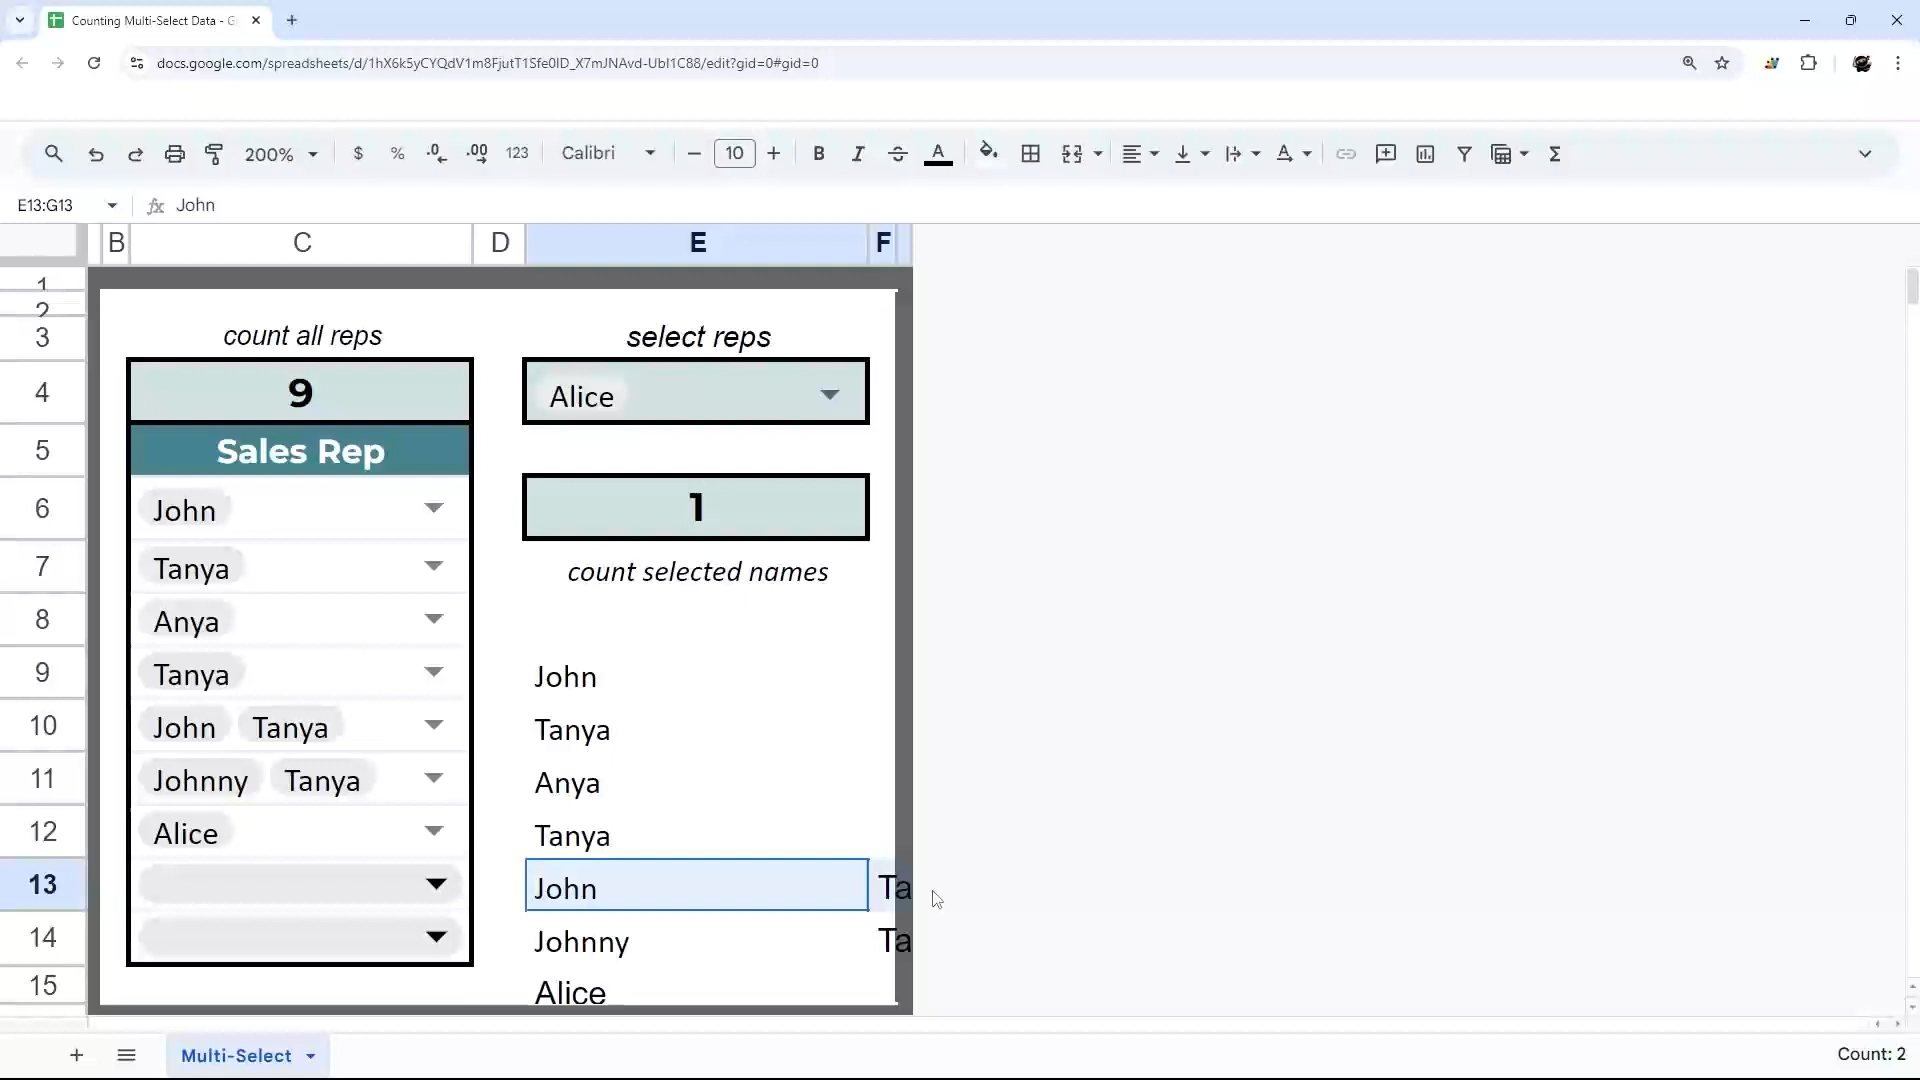 Counting Multi-Select Data - G
docs.google.com/spreadsheets/d/1hX6k5yCYQdV1m8FjutT1Sfe0ID_X7mJNAvd-UbI1C88/edit?gid=0#gid=0
200% $ % .0 .00 123 Calibri 10 B I S A Σ
E13:G13 fx John
B C D E F
1
2
3 count all reps select reps
4 9 Alice
5 Sales Rep
6 John 1
7 Tanya count selected names
8 Anya
9 Tanya John
10 John Tanya Tanya
11 Johnny Tanya Anya
12 Alice Tanya
13 John Ta
14 Johnny Ta
15 Alice
Multi-Select Count: 2